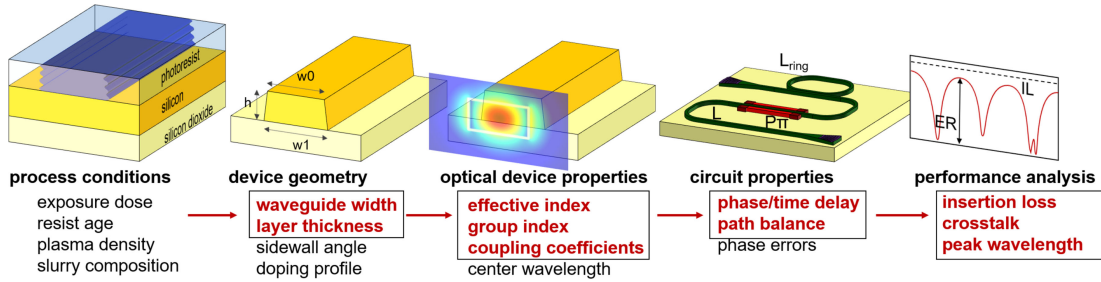 photoresist
silicon
silicon dioxide
w0
h
w1
L ring
L
Pπ
IL
ER
process conditions
exposure dose
resist age
plasma density
slurry composition
device geometry
waveguide width
layer thickness
sidewall angle
doping profile
optical device properties
effective index
group index
coupling coefficients
center wavelength
circuit properties
phase/time delay
path balance
phase errors
performance analysis
insertion loss
crosstalk
peak wavelength